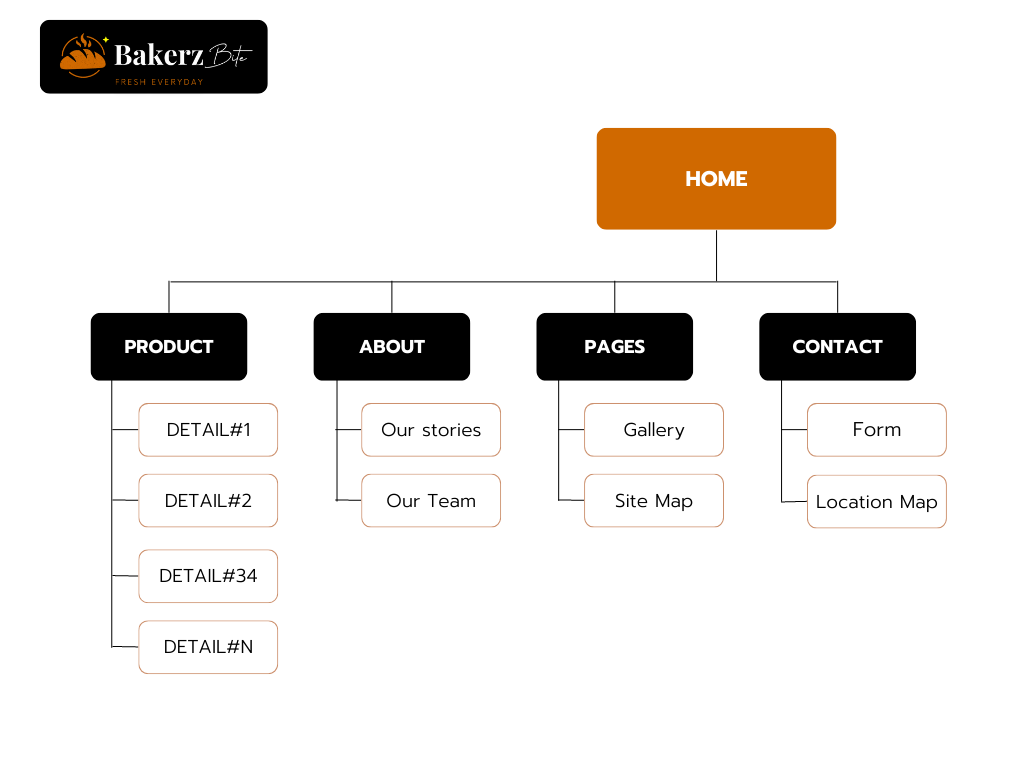 Bakerz Bite
FRESH EVERYDAY
HOME
PRODUCT
ABOUT
PAGES
CONTACT
DETAIL#1
Our stories
Gallery
Form
DETAIL#2
Our Team
Site Map
Location Map
DETAIL#34
DETAIL#N